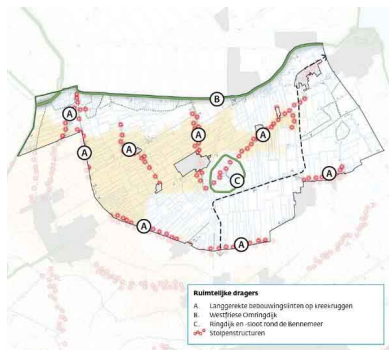 B
A
A
A
A
A
C
A
A
A
A
Ruimtelijke dragers
A. Langgerekte bebouwingslinten op kreekruggen
B. Westfriese Omringdijk
C. Ringdijk en -sloot rond de Bennemeer
Stolpenstructuren